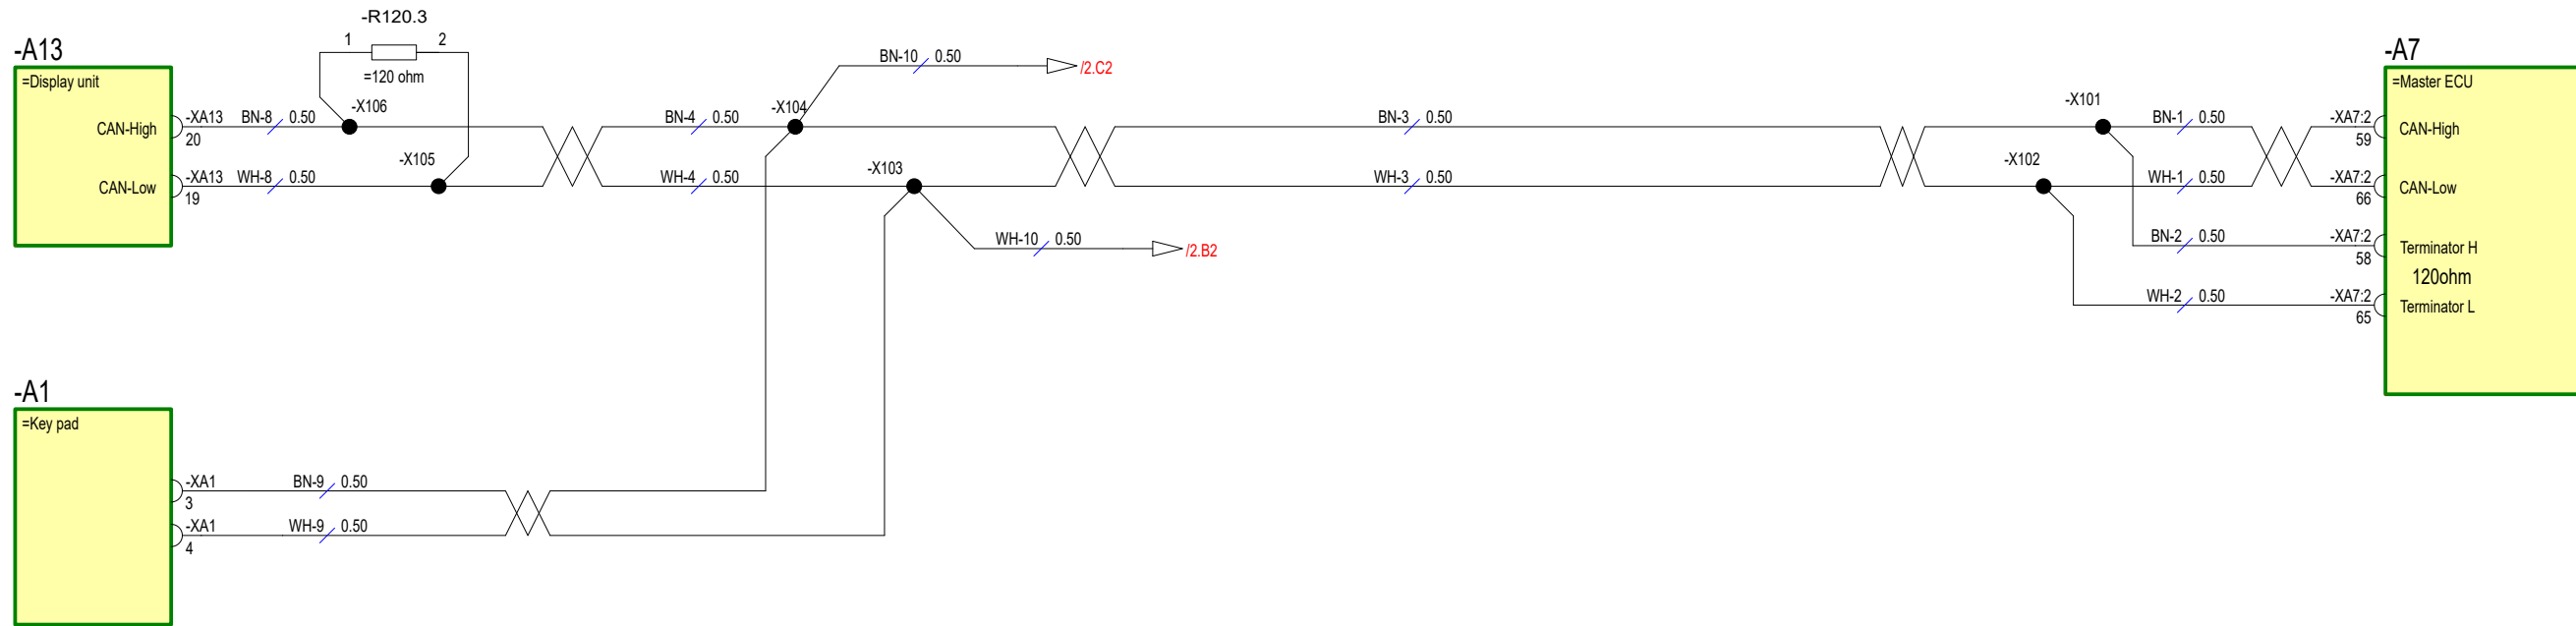 -R120.3
1 2
=120 ohm
-A13
=Display unit
CAN-High
-XA13
20
BN-8 0.50
-X106
CAN-Low
-XA13
19
WH-8 0.50
-X105
BN-4 0.50
-X104
BN-10 0.50
/2.C2
WH-4 0.50
-X103
WH-10 0.50
/2.B2
BN-3 0.50
WH-3 0.50
-X101
-X102
BN-1 0.50
-XA7:2
59
WH-1 0.50
-XA7:2
66
BN-2 0.50
-XA7:2
58
WH-2 0.50
-XA7:2
65
-A7
=Master ECU
CAN-High
CAN-Low
Terminator H
120ohm
Terminator L
-A1
=Key pad
-XA1
3
BN-9 0.50
-XA1
4
WH-9 0.50